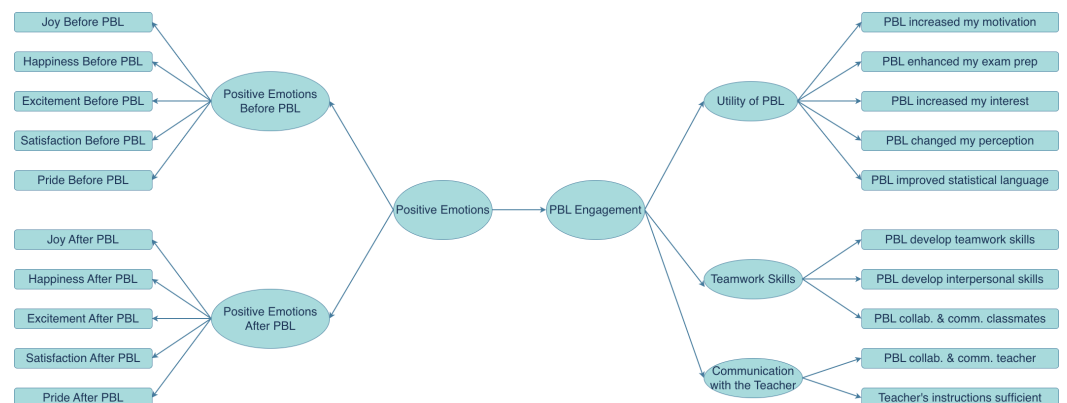 Joy Before PBL
Happiness Before PBL
Excitement Before PBL
Satisfaction Before PBL
Pride Before PBL
Joy After PBL
Happiness After PBL
Excitement After PBL
Satisfaction After PBL
Pride After PBL
Positive Emotions
Before PBL
Positive Emotions
After PBL
Positive Emotions
PBL Engagement
Utility of PBL
Teamwork Skills
Communication
with the Teacher
PBL increased my motivation
PBL enhanced my exam prep
PBL increased my interest
PBL changed my perception
PBL improved statistical language
PBL develop teamwork skills
PBL develop interpersonal skills
PBL collab. & comm. classmates
PBL collab. & comm. teacher
Teacher's instructions sufficient